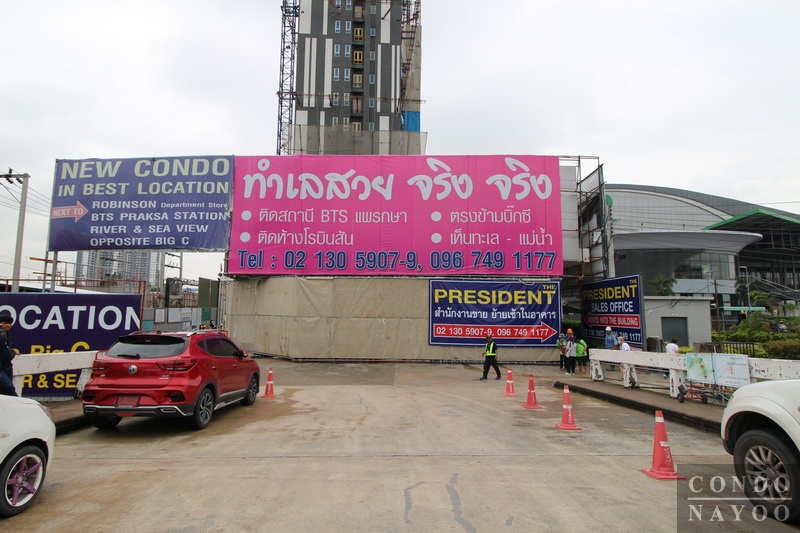 NEW CONDO
IN BEST LOCATION
NEXT TO
ROBINSON Department Store
BTS PRAKSA STATION
RIVER & SEA VIEW
OPPOSITE BIG C
ทำเลสวย จริง จริง
• ติดสถานี BTS แพรกษา
• ติดห้างโรบินสัน
• ตรงข้ามบิ๊กซี
• เห็นทะเล - แม่น้ำ
Tel : 02 130 5907-9, 096 749 1177
THE
PRESIDENT
สำนักงานขาย ย้ายเข้าในอาคาร
02 130 5907-9, 096 749 1177
THE
PRESIDENT
SALES OFFICE
MOVED INTO THE BUILDING
OCATION
Big C
R & SEA
CONDO
NAYOO